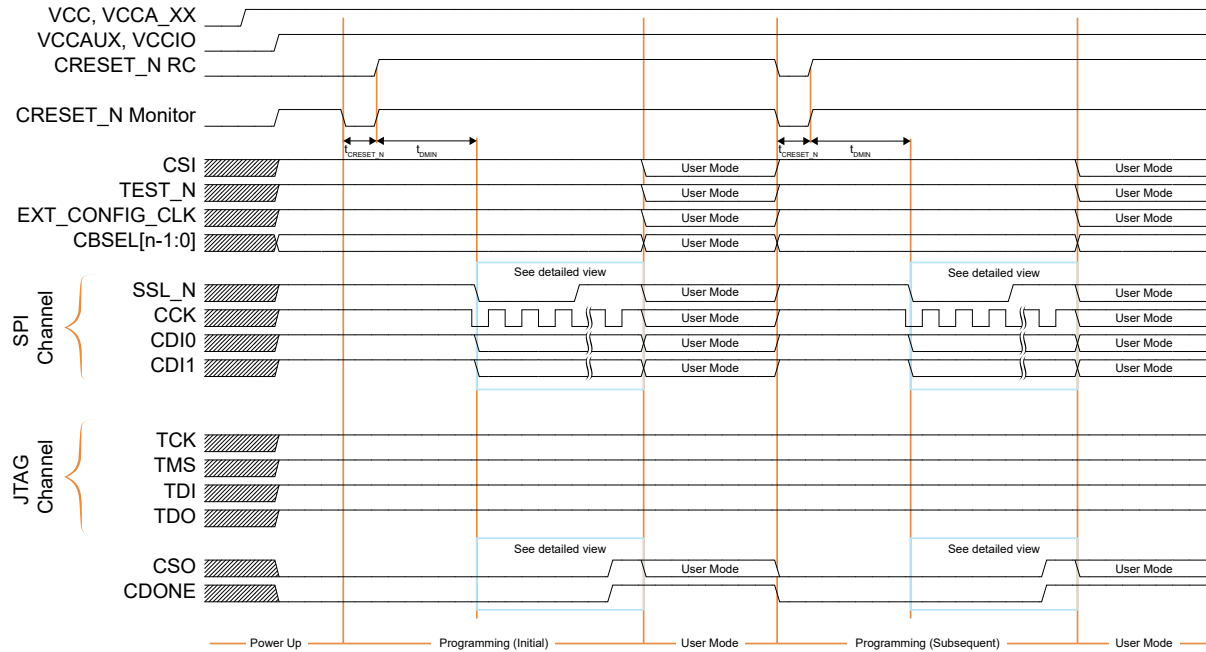 VCC, VCCA_XX
VCCAUX, VCCIO
CRESET_N RC
CRESET_N Monitor
tCRESET_N tDMIN tCRESET_N tDMIN
CSI User Mode User Mode
TEST_N User Mode User Mode
EXT_CONFIG_CLK User Mode User Mode
CBSEL[n-1:0] User Mode User Mode
See detailed view See detailed view
SPI
Channel
SSL_N User Mode User Mode
CCK User Mode User Mode
CDI0 User Mode User Mode
CDI1 User Mode User Mode
JTAG
Channel
TCK
TMS
TDI
TDO
See detailed view See detailed view
CSO User Mode User Mode
CDONE
Power Up Programming (Initial) User Mode Programming (Subsequent) User Mode